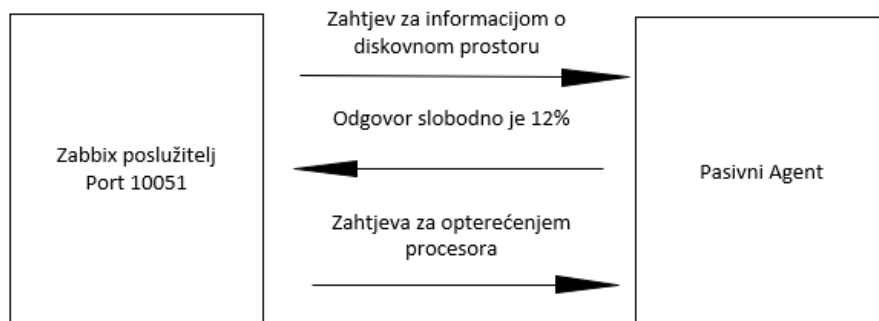 Zahtjev za informacijom o
diskovnom prostoru
Odgovor slobodno je 12%
Zabbix poslužitelj
Port 10051
Pasivni Agent
Zahtjeva za opterećenjem
procesora